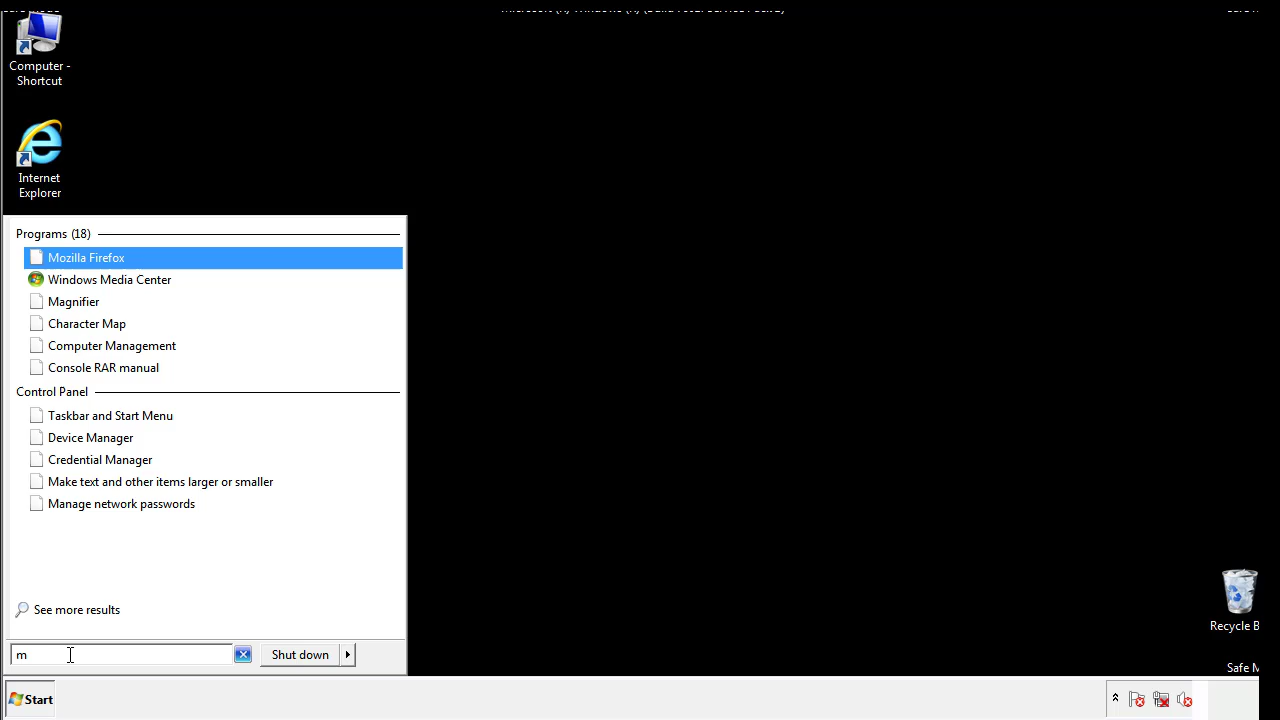 Computer -
Shortcut
Internet
Explorer
Programs (18)
Mozilla Firefox
Windows Media Center
Magnifier
Character Map
Computer Management
Console RAR manual
Control Panel
Taskbar and Start Menu
Device Manager
Credential Manager
Make text and other items larger or smaller
Manage network passwords
See more results
m
Shut down
Start
Recycle B
Safe M